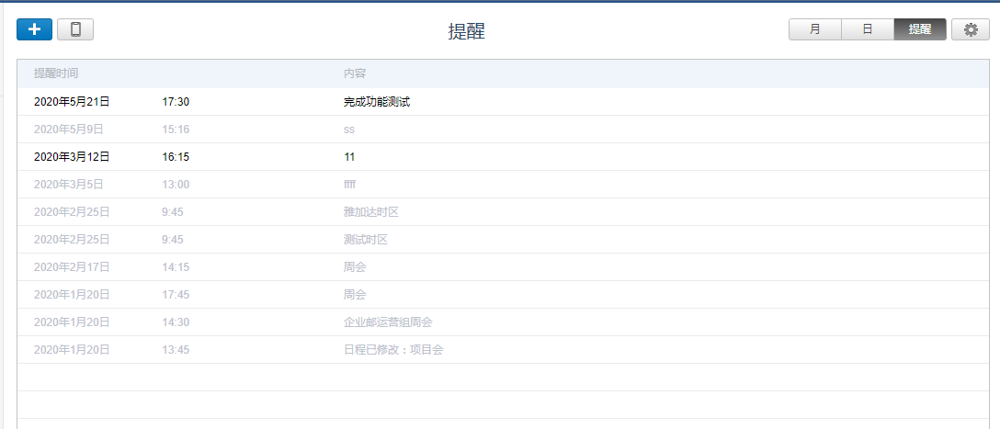 提醒 月 日 提醒
提醒时间 内容
2020年5月21日 17:30 完成功能测试
2020年5月9日 15:16 ss
2020年3月12日 16:15 11
2020年3月5日 13:00 ffff
2020年2月25日 9:45 雅加达时区
2020年2月25日 9:45 测试时区
2020年2月17日 14:15 周会
2020年1月20日 17:45 周会
2020年1月20日 14:30 企业邮运营组周会
2020年1月20日 13:45 日程已修改：项目会